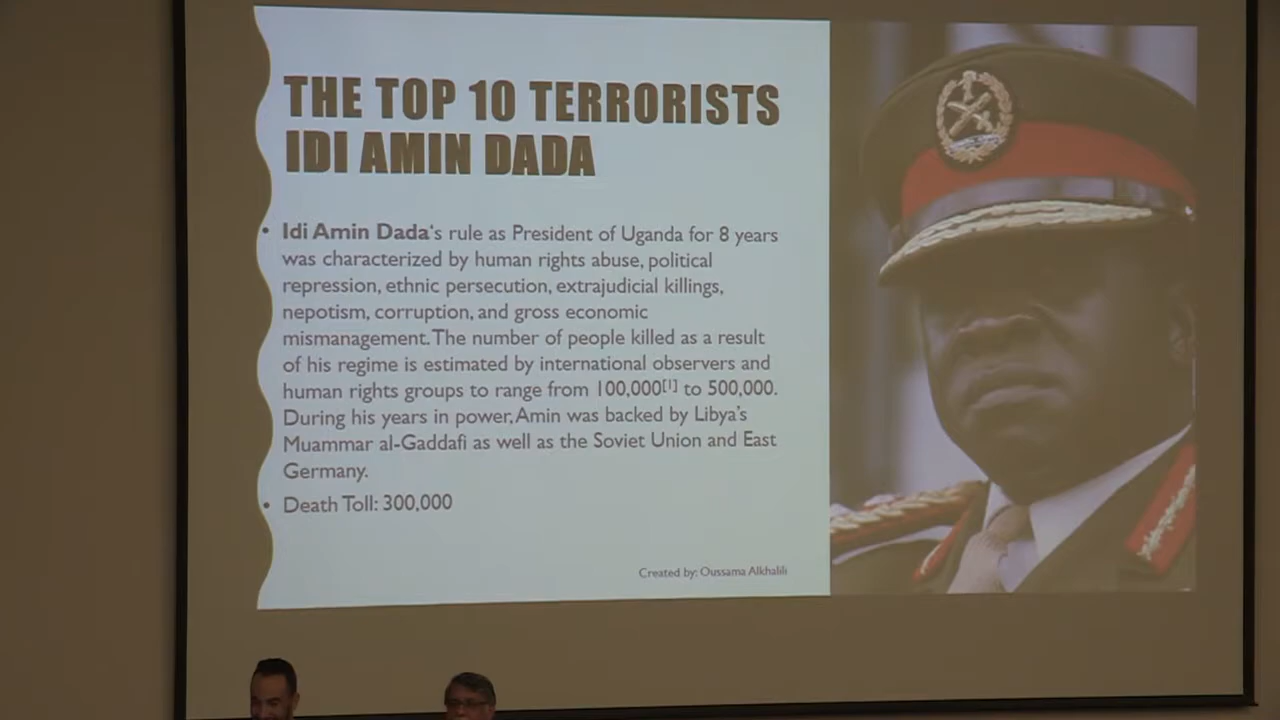 THE TOP 10 TERRORISTS
IDI AMIN DADA
• Idi Amin Dada's rule as President of Uganda for 8 years
was characterized by human rights abuse, political
repression, ethnic persecution, extrajudicial killings,
nepotism, corruption, and gross economic
mismanagement. The number of people killed as a result
of his regime is estimated by international observers and
human rights groups to range from 100,000[1] to 500,000.
During his years in power, Amin was backed by Libya's
Muammar al-Gaddafi as well as the Soviet Union and East
Germany.
• Death Toll: 300,000
Created by: Oussama Alkhalili